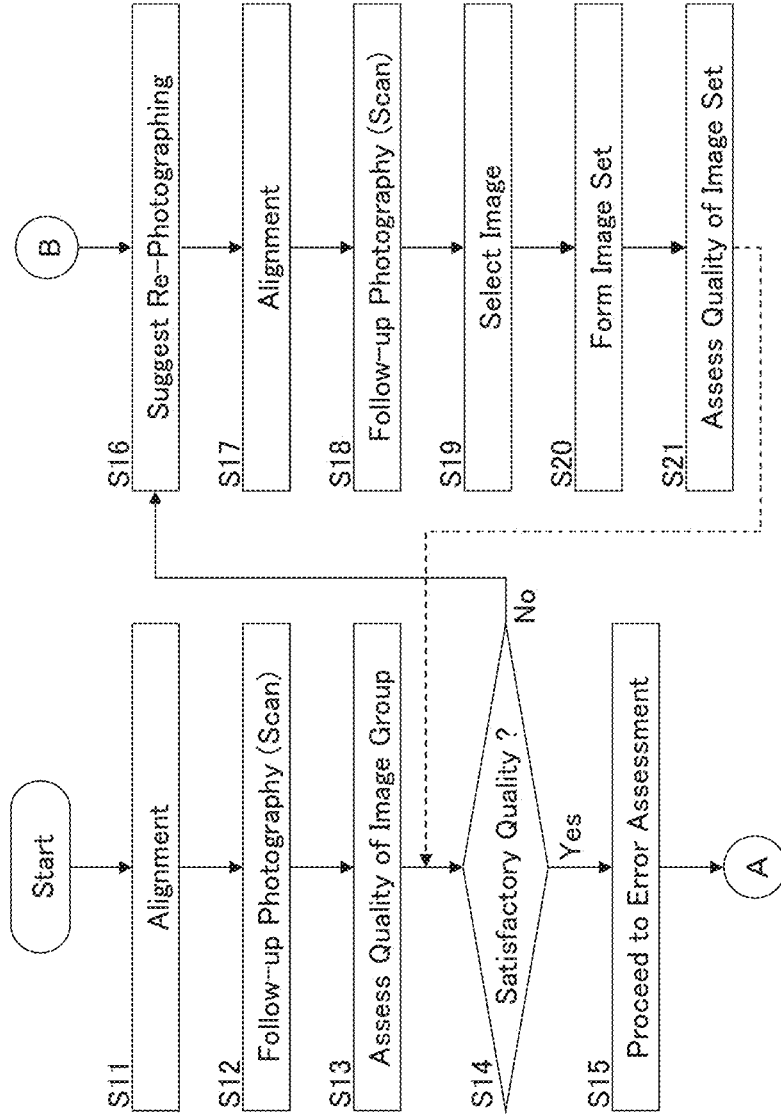 Start
S11
Alignment
S12
Follow-up Photography (Scan)
S13
Assess Quality of Image Group
S14
Satisfactory Quality ?
No
Yes
S15
Proceed to Error Assessment
A
B
S16
Suggest Re-Photographing
S17
Alignment
S18
Follow-up Photography (Scan)
S19
Select Image
S20
Form Image Set
S21
Assess Quality of Image Set